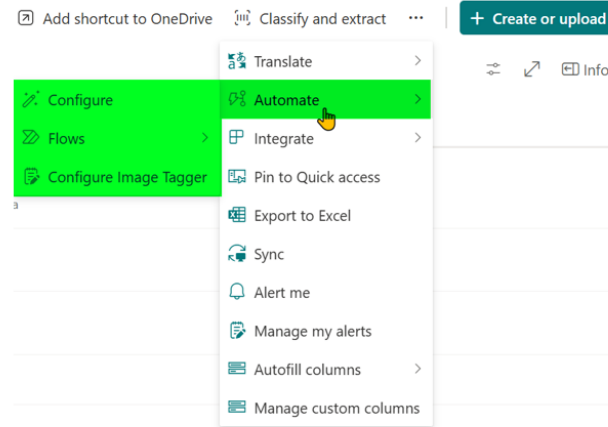 Add shortcut to OneDrive Classify and extract ... + Create or upload
Translate
Info
Configure
Automate
Flows
Integrate
Configure Image Tagger
Pin to Quick access
a
Export to Excel
Sync
Alert me
Manage my alerts
Autofill columns
Manage custom columns